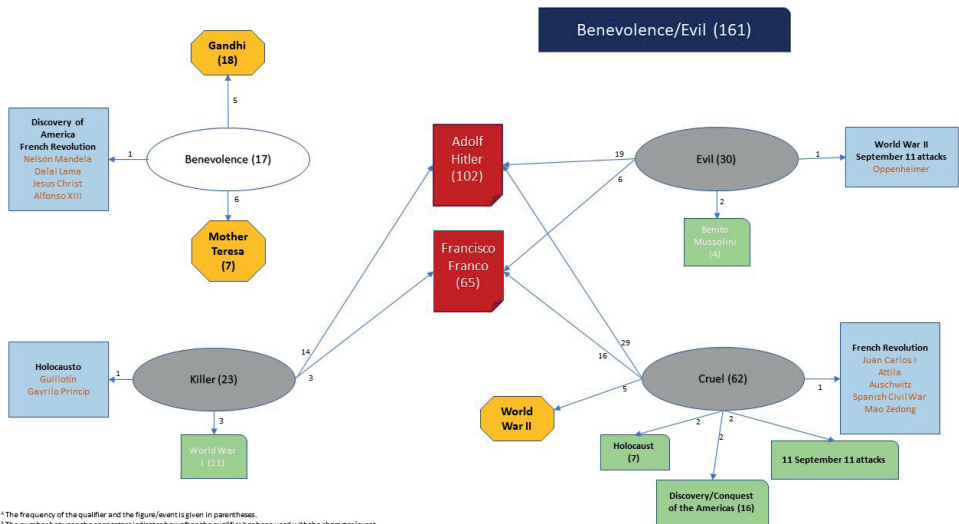 Benevolence/Evil (161)
Gandhi
(18)
5
Discovery of
America
French Revolution
Nelson Mandela
Dalai Lama
Jesus Christ
Alfonso XIII
1
Benevolence (17)
6
Mother
Teresa
(7)
Adolf
Hitler
(102)
Francisco
Franco
(65)
19
6
Evil (30)
1
World War II
September 11 attacks
Oppenheimer
2
Benito
Mussolini
(4)
Holocausto
Guillotin
Gavrilo Princip
1
Killer (23)
14
3
3
World War
I (11)
29
16
5
Cruel (62)
1
French Revolution
Juan Carlos I
Attila
Auschwitz
Spanish Civil War
Mao Zedong
World
War II
2
2
2
Holocaust
(7)
11 September 11 attacks
Discovery/Conquest
of the Americas (16)
^ The frequency of the qualifier and the figure/event is given in parentheses.